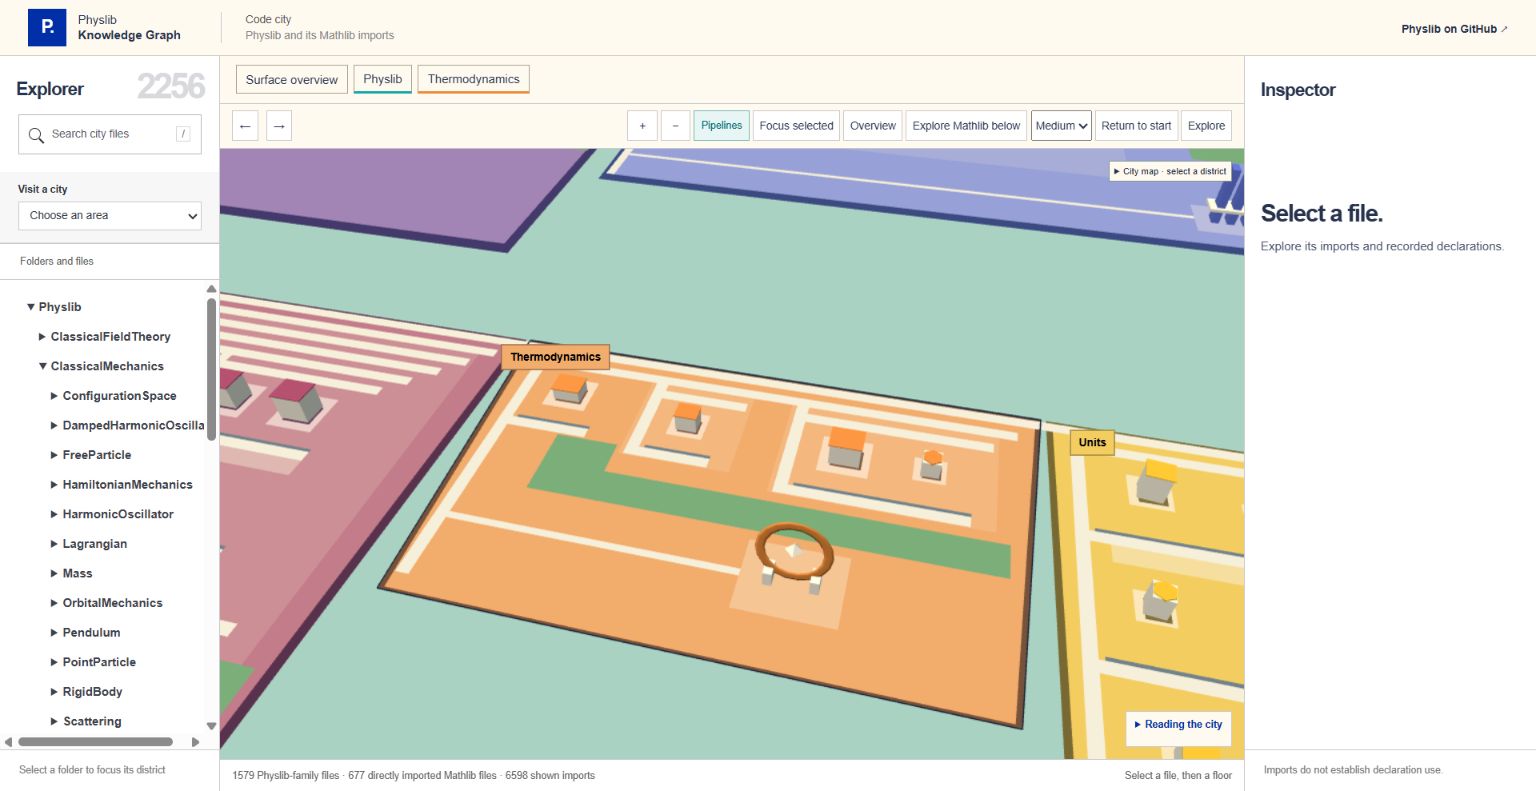 P.
Physlib
Knowledge Graph
Code city
Physlib and its Mathlib imports
Physlib on GitHub ↗
Explorer
2256
Search city files
/
Visit a city
Choose an area
Folders and files
▼ Physlib
▶ ClassicalFieldTheory
▼ ClassicalMechanics
▶ ConfigurationSpace
▶ DampedHarmonicOscilla
▶ FreeParticle
▶ HamiltonianMechanics
▶ HarmonicOscillator
▶ Lagrangian
▶ Mass
▶ OrbitalMechanics
▶ Pendulum
▶ PointParticle
▶ RigidBody
▶ Scattering
Select a folder to focus its district
Surface overview
Physlib
Thermodynamics
← → + − Pipelines Focus selected Overview Explore Mathlib below Medium Return to start Explore
▶ City map · select a district
Thermodynamics
Units
▶ Reading the city
1579 Physlib-family files · 677 directly imported Mathlib files · 6598 shown imports
Select a file, then a floor
Inspector
Select a file.
Explore its imports and recorded declarations.
Imports do not establish declaration use.